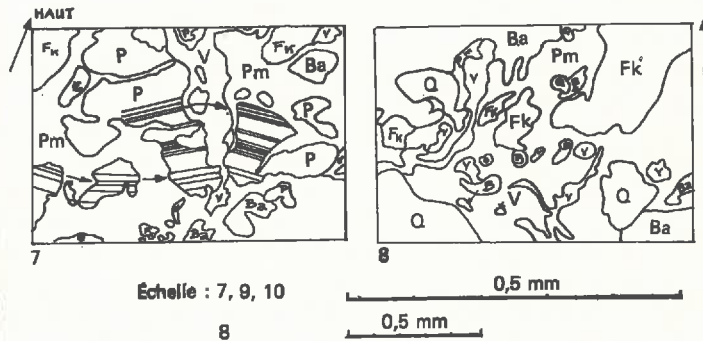 HAUT
FK P P V Pm FK V Ba
P P
Pm P
V
Ba
7
Ba Pm Fk
Q V
FK V FK
V Q V
Q V V Ba
Ba
8
Échelle : 7, 9, 10 0,5 mm
8 0,5 mm